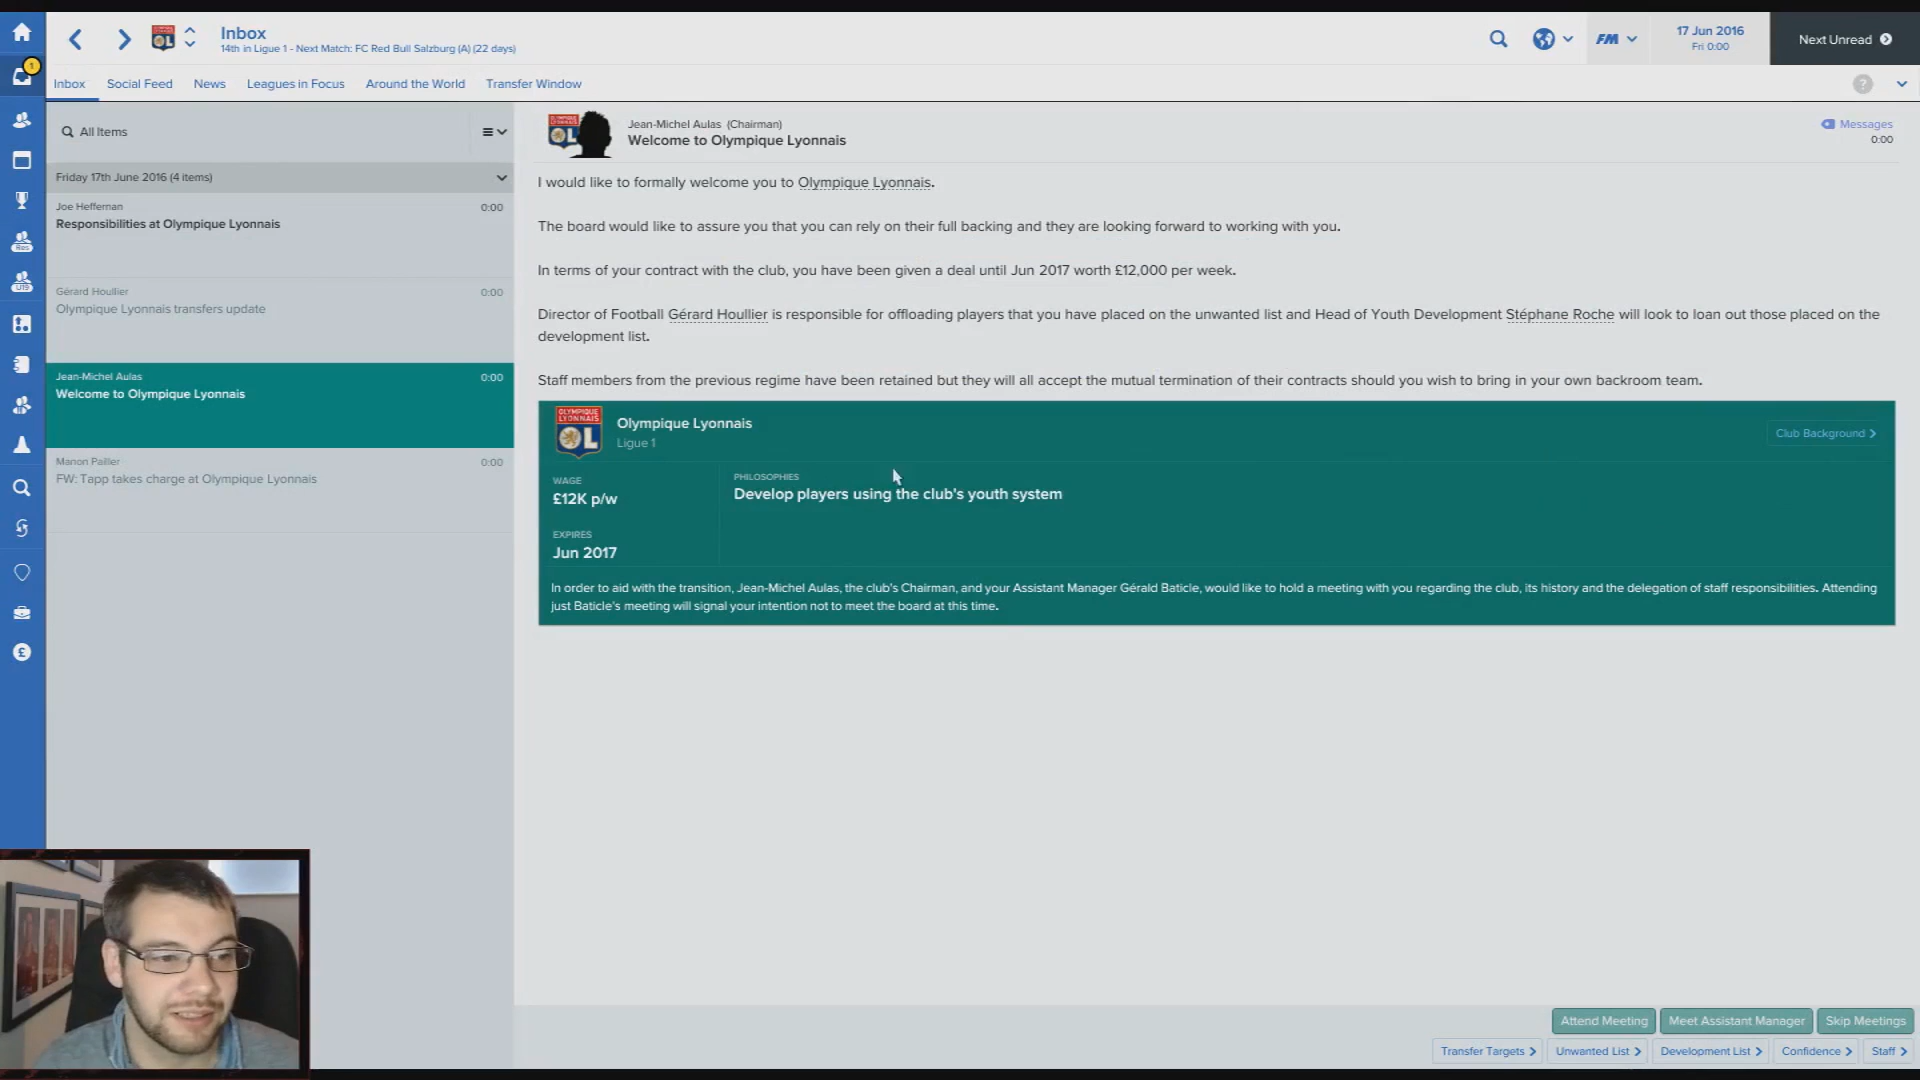 Inbox
14th in Ligue 1 - Next Match: FC Red Bull Salzburg (A) (22 days)
FM
17 Jun 2016
Fri 0:00
Next Unread
1
Inbox
Social Feed
News
Leagues in Focus
Around the World
Transfer Window
?
All Items
Friday 17th June 2016 (4 items)
Joe Heffernan
0:00
Responsibilities at Olympique Lyonnais
Gérard Houllier
0:00
Olympique Lyonnais transfers update
Jean-Michel Aulas
0:00
Welcome to Olympique Lyonnais
Manon Pailler
0:00
FW: Tapp takes charge at Olympique Lyonnais
Res
U19
£
Jean-Michel Aulas (Chairman)
Welcome to Olympique Lyonnais
Messages
0:00
I would like to formally welcome you to Olympique Lyonnais.
The board would like to assure you that you can rely on their full backing and they are looking forward to working with you.
In terms of your contract with the club, you have been given a deal until Jun 2017 worth £12,000 per week.
Director of Football Gérard Houllier is responsible for offloading players that you have placed on the unwanted list and Head of Youth Development Stéphane Roche will look to loan out those placed on the
development list.
Staff members from the previous regime have been retained but they will all accept the mutual termination of their contracts should you wish to bring in your own backroom team.
OLYMPIQUE
LYONNAIS
OL
Olympique Lyonnais
Ligue 1
Club Background
WAGE
£12K p/w
PHILOSOPHIES
Develop players using the club's youth system
EXPIRES
Jun 2017
In order to aid with the transition, Jean-Michel Aulas, the club's Chairman, and your Assistant Manager Gérald Baticle, would like to hold a meeting with you regarding the club, its history and the delegation of staff responsibilities. Attending
just Baticle's meeting will signal your intention not to meet the board at this time.
Attend Meeting
Meet Assistant Manager
Skip Meetings
Transfer Targets
Unwanted List
Development List
Confidence
Staff